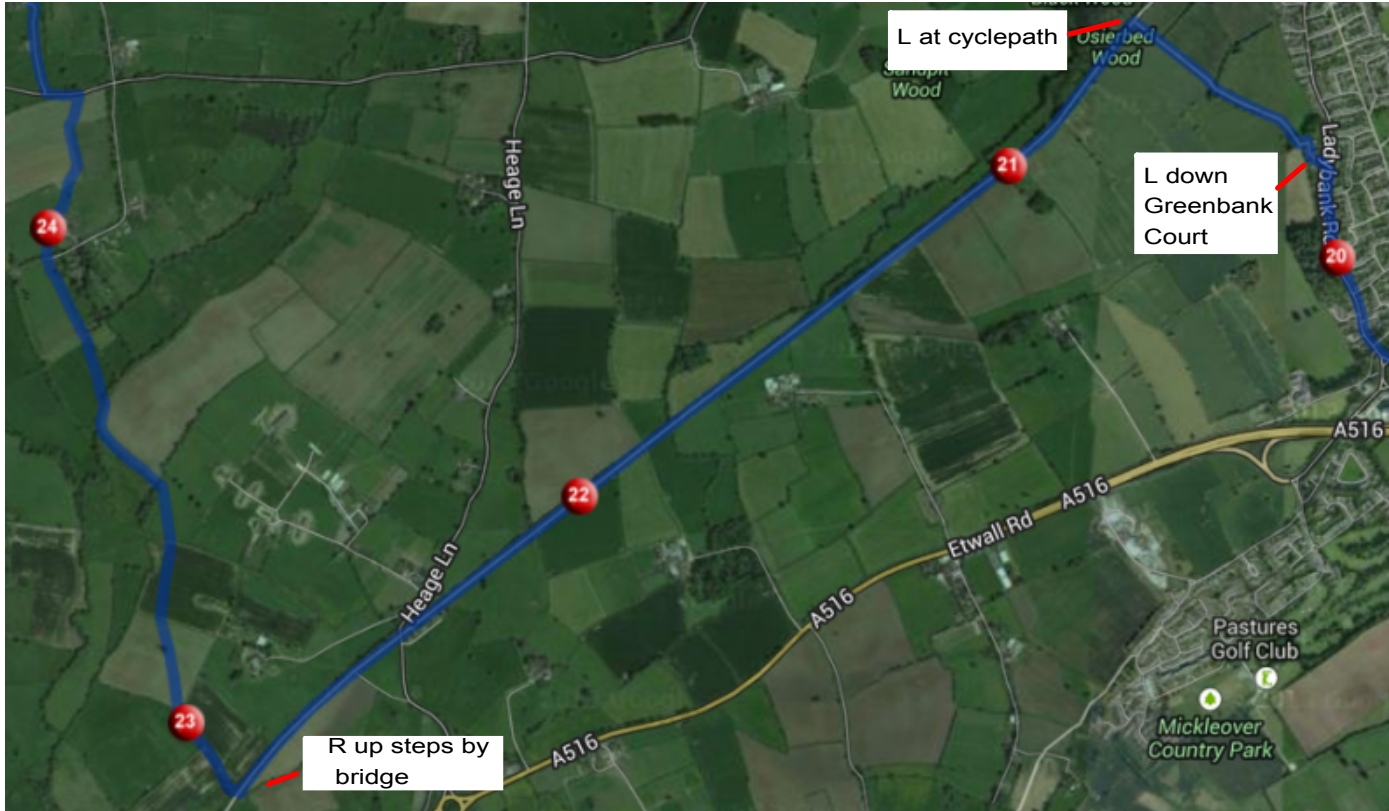 L at cyclepath
Osierbed
Wood
Sandpit
Wood
Heage Ln
21
L down
Greenbank
Court
Ladybank Rd
20
24
A516
22
A516
Etwall Rd
Heage Ln
A516
Pastures
Golf Club
23
R up steps by
bridge
A516
Mickleover
Country Park